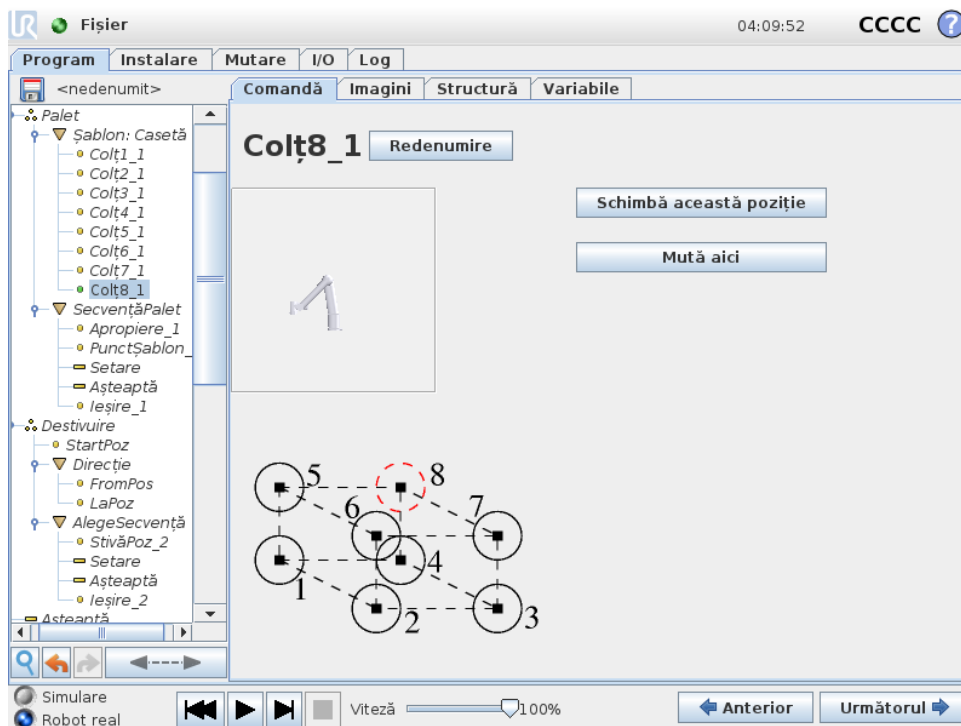 UR Fișier 04:09:52 CCCC ?
Program Instalare Mutare I/O Log
<nedenumit>
Comandă Imagini Structură Variabile
Palet
Șablon: Casetă
Colț1_1
Colț2_1
Colț3_1
Colț4_1
Colț5_1
Colț6_1
Colț7_1
Colț8_1
SecvențăPalet
Apropiere_1
PunctȘablon_
Setare
Așteaptă
Ieșire_1
Destivuire
StartPoz
Direcție
FromPos
LaPoz
AlegeSecvență
StivăPoz_2
Setare
Așteaptă
Ieșire_2
Așteaptă
Colț8_1 Redenumire
Schimbă această poziție
Mută aici
5 8
6 7
1 4
2 3
Simulare
Robot real
Viteză 100%
Anterior Următorul